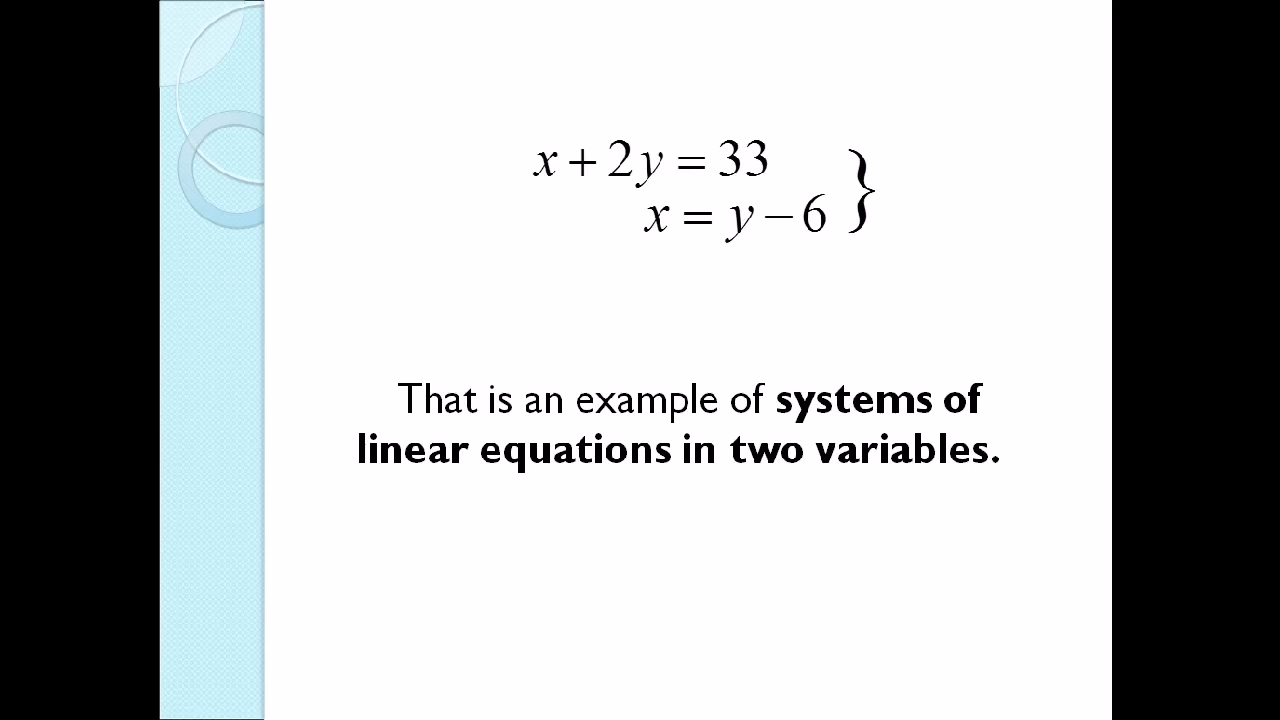 x + 2y = 33
x = y − 6
That is an example of systems of
linear equations in two variables.